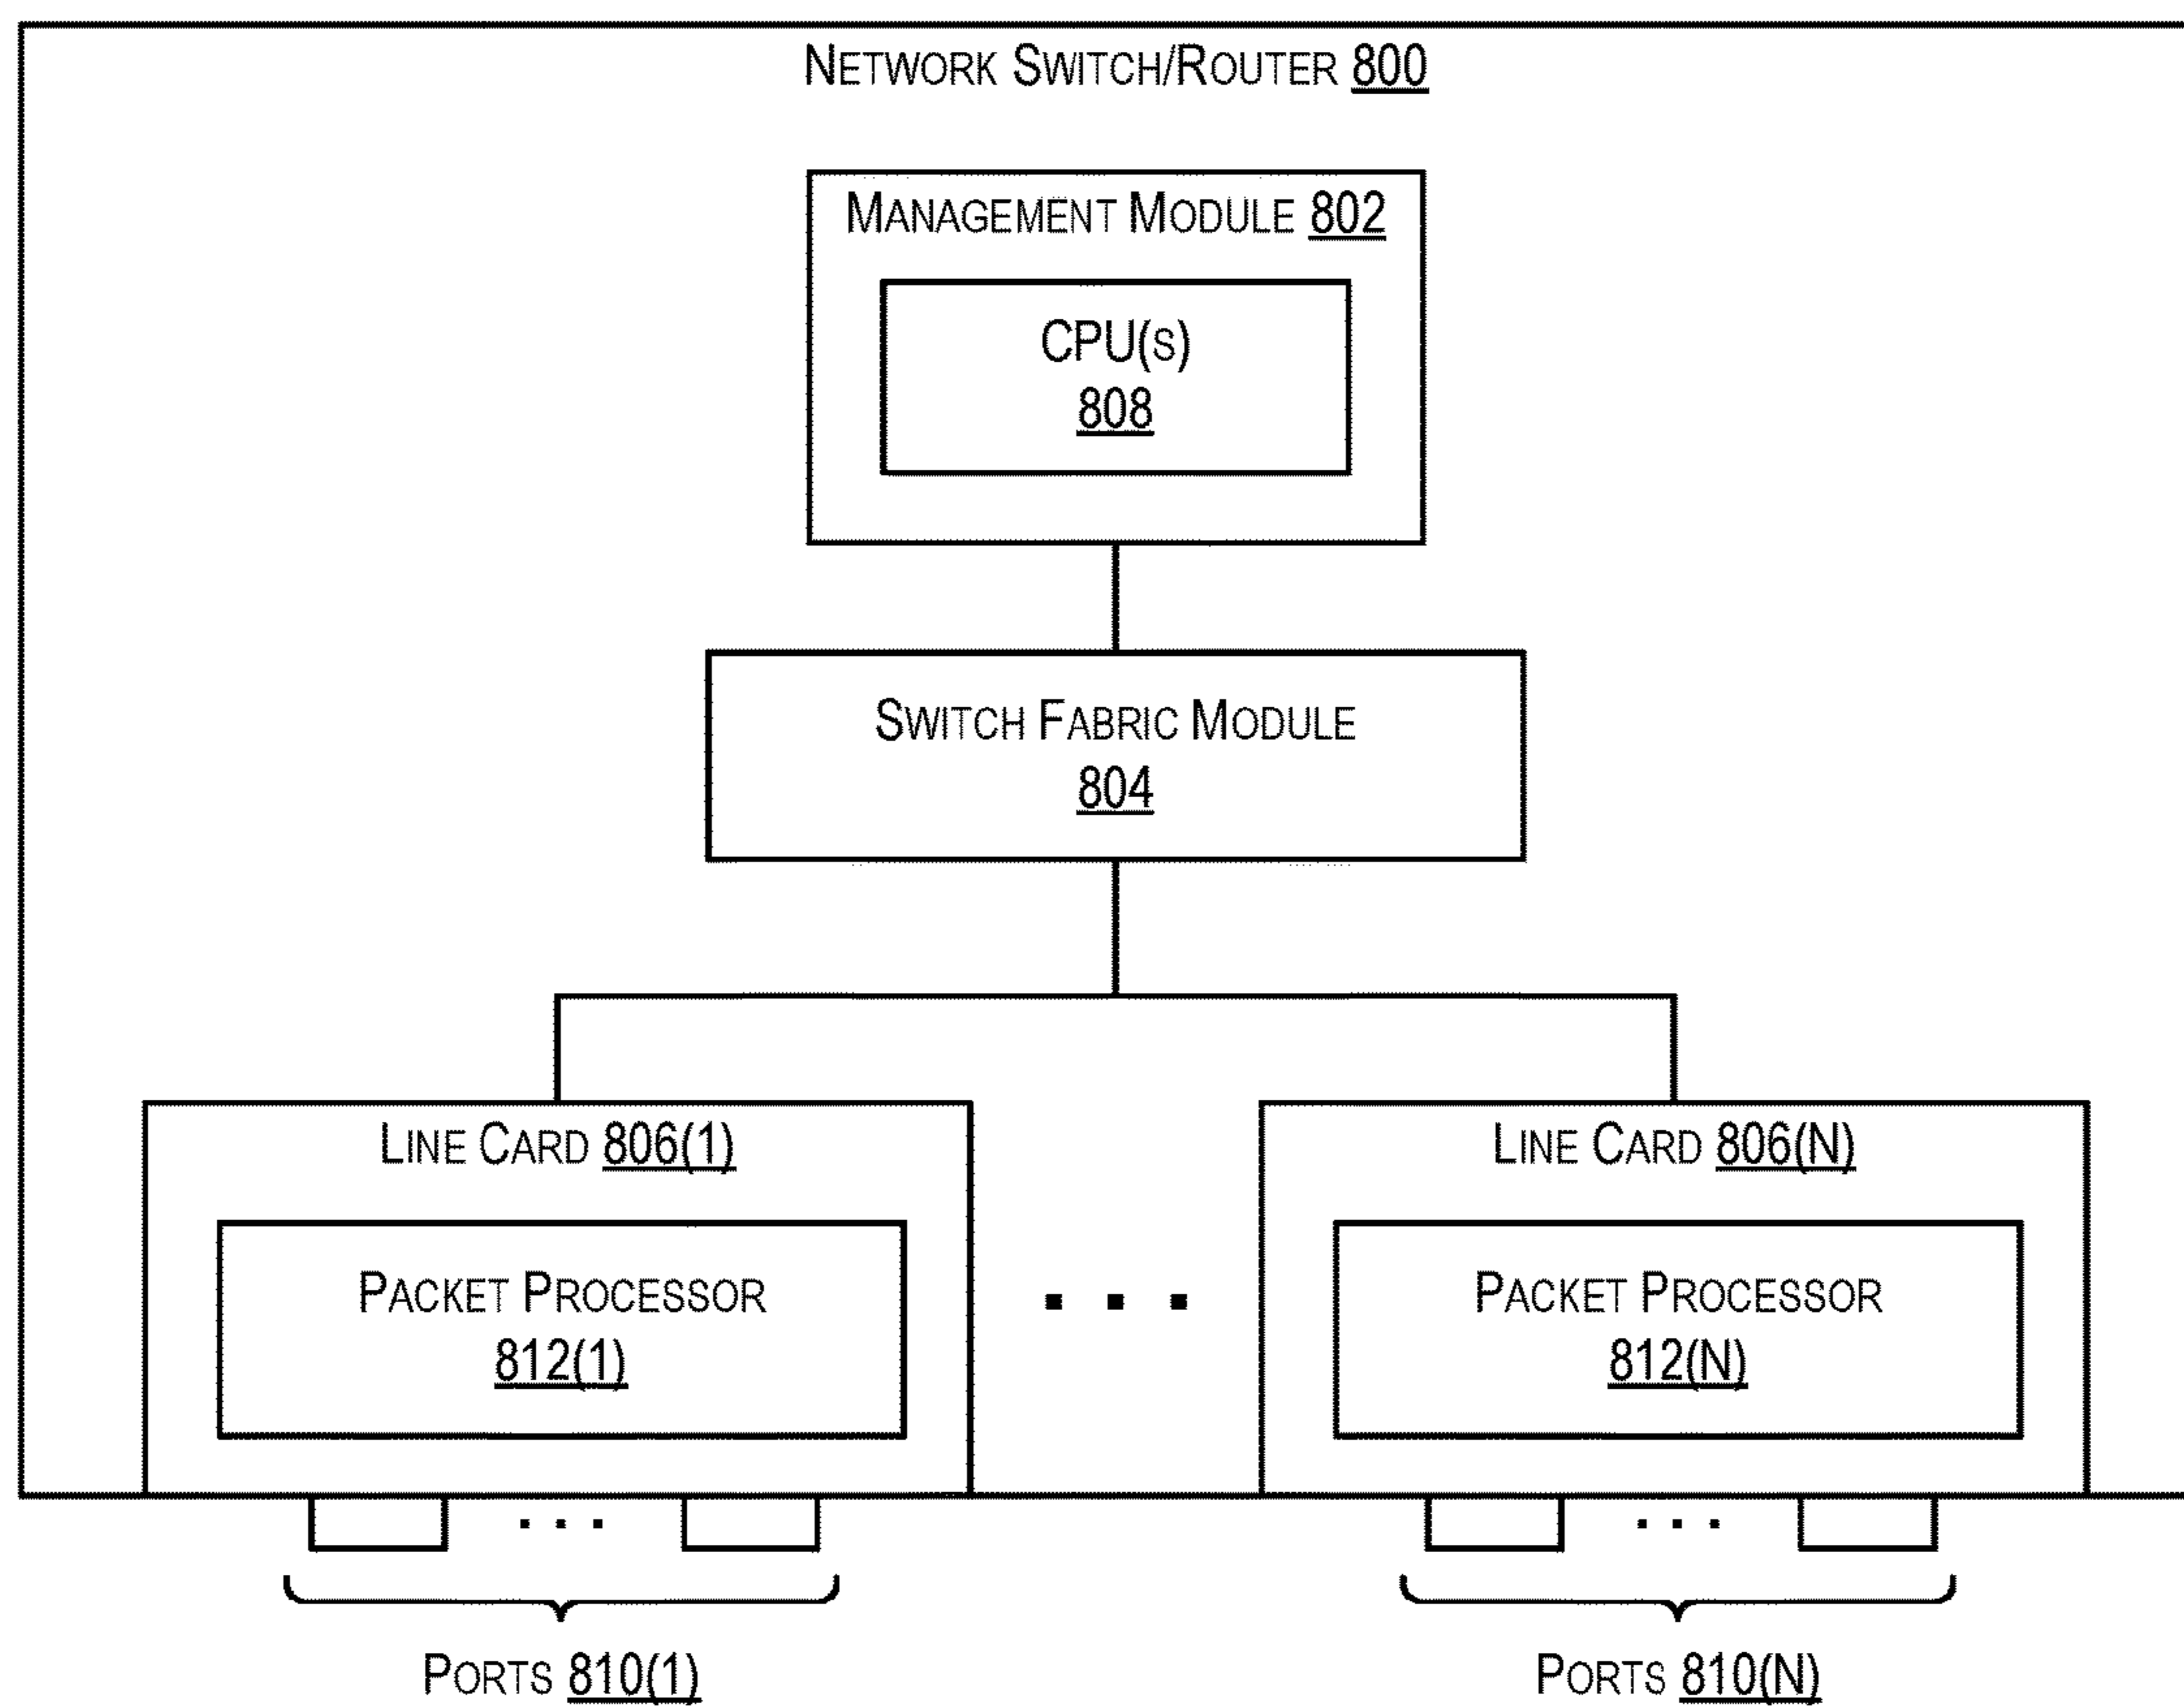 NETWORK SWITCH/ROUTER 800
MANAGEMENT MODULE 802
CPU(S)
808
SWITCH FABRIC MODULE
804
LINE CARD 806(1)
LINE CARD 806(N)
PACKET PROCESSOR
812(1)
. . .
PACKET PROCESSOR
812(N)
. . .
. . .
PORTS 810(1)
PORTS 810(N)